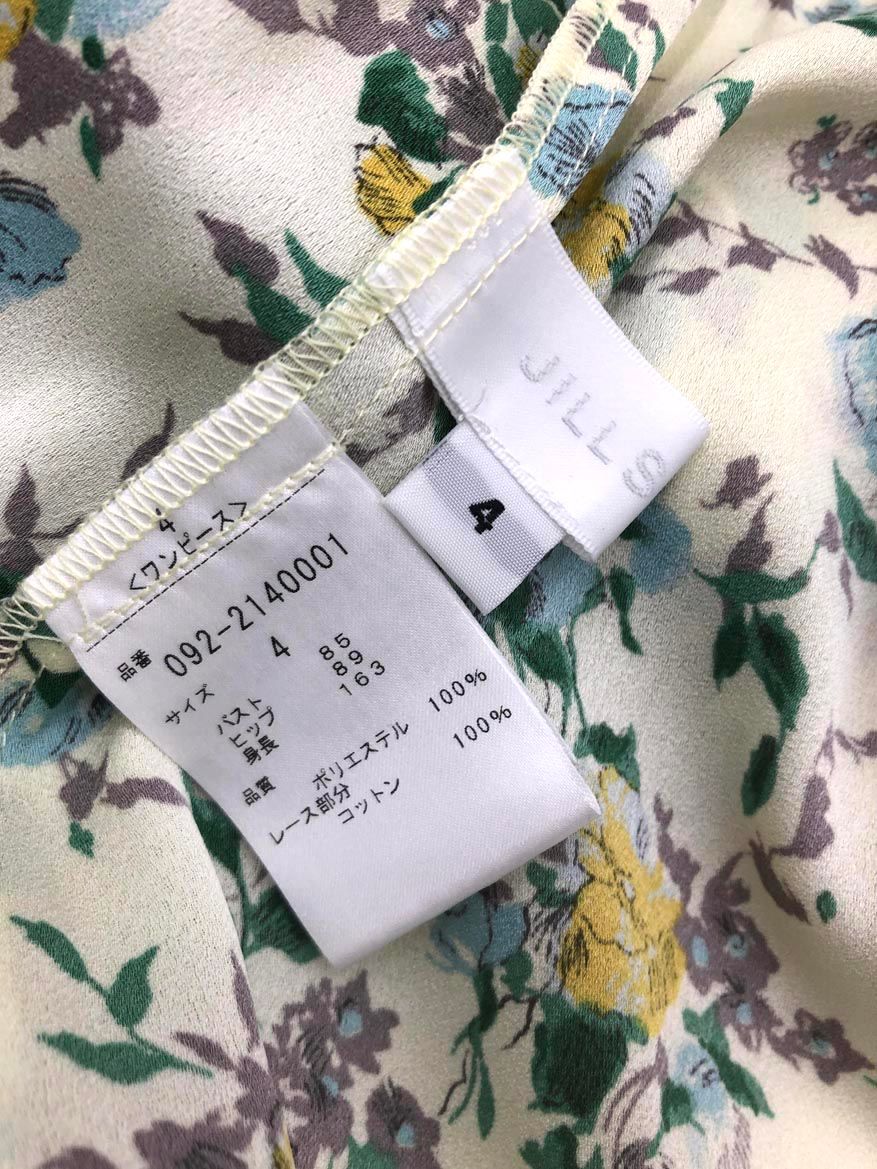 JILL S
4
4
<ワンピース>
品番 092-2140001
サイズ 4
バスト 85
ヒップ 89
身長 163
品質 ポリエステル 100%
レース部分
コットン 100%